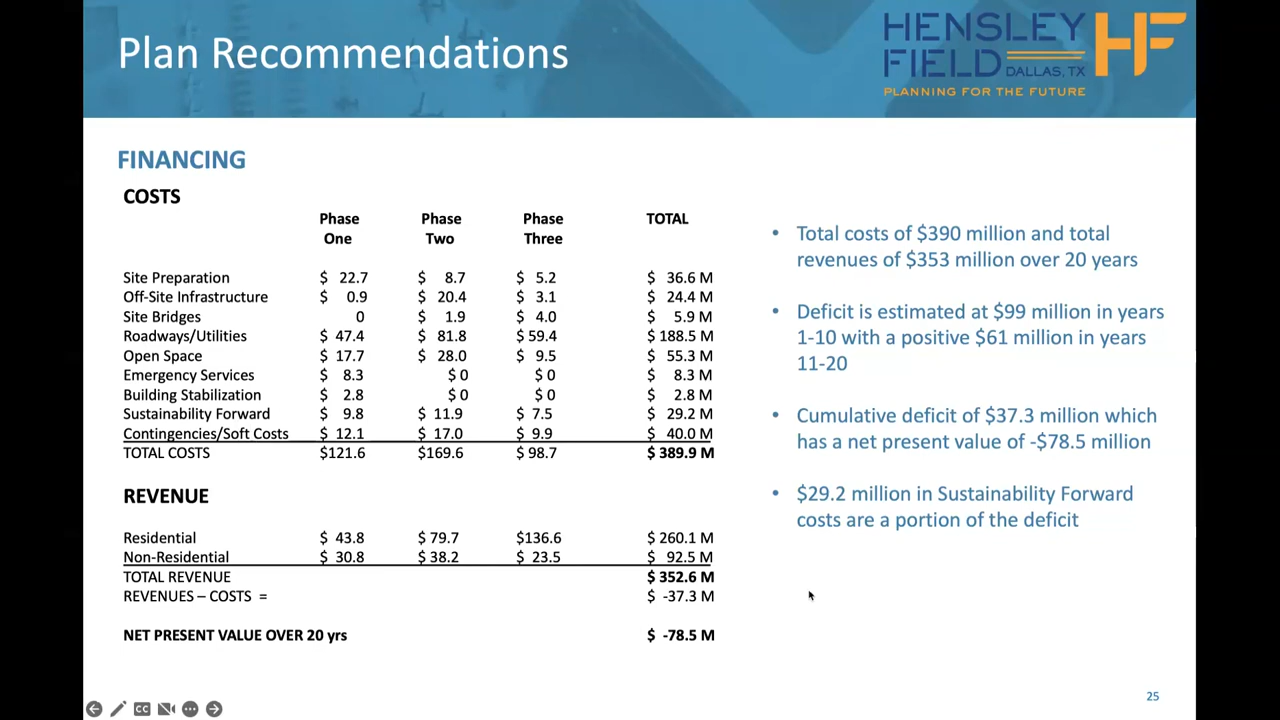 Plan Recommendations
HENSLEY
FIELD DALLAS, TX
HF
PLANNING FOR THE FUTURE
FINANCING
COSTS
Phase One Phase Two Phase Three TOTAL
Site Preparation $ 22.7 $ 8.7 $ 5.2 $ 36.6 M
Off-Site Infrastructure $ 0.9 $ 20.4 $ 3.1 $ 24.4 M
Site Bridges 0 $ 1.9 $ 4.0 $ 5.9 M
Roadways/Utilities $ 47.4 $ 81.8 $ 59.4 $ 188.5 M
Open Space $ 17.7 $ 28.0 $ 9.5 $ 55.3 M
Emergency Services $ 8.3 $ 0 $ 0 $ 8.3 M
Building Stabilization $ 2.8 $ 0 $ 0 $ 2.8 M
Sustainability Forward $ 9.8 $ 11.9 $ 7.5 $ 29.2 M
Contingencies/Soft Costs $ 12.1 $ 17.0 $ 9.9 $ 40.0 M
TOTAL COSTS $121.6 $169.6 $ 98.7 $ 389.9 M
REVENUE
Residential $ 43.8 $ 79.7 $136.6 $ 260.1 M
Non-Residential $ 30.8 $ 38.2 $ 23.5 $ 92.5 M
TOTAL REVENUE $ 352.6 M
REVENUES – COSTS = $ -37.3 M
NET PRESENT VALUE OVER 20 yrs $ -78.5 M
• Total costs of $390 million and total
revenues of $353 million over 20 years
• Deficit is estimated at $99 million in years
1-10 with a positive $61 million in years
11-20
• Cumulative deficit of $37.3 million which
has a net present value of -$78.5 million
• $29.2 million in Sustainability Forward
costs are a portion of the deficit
25
CC